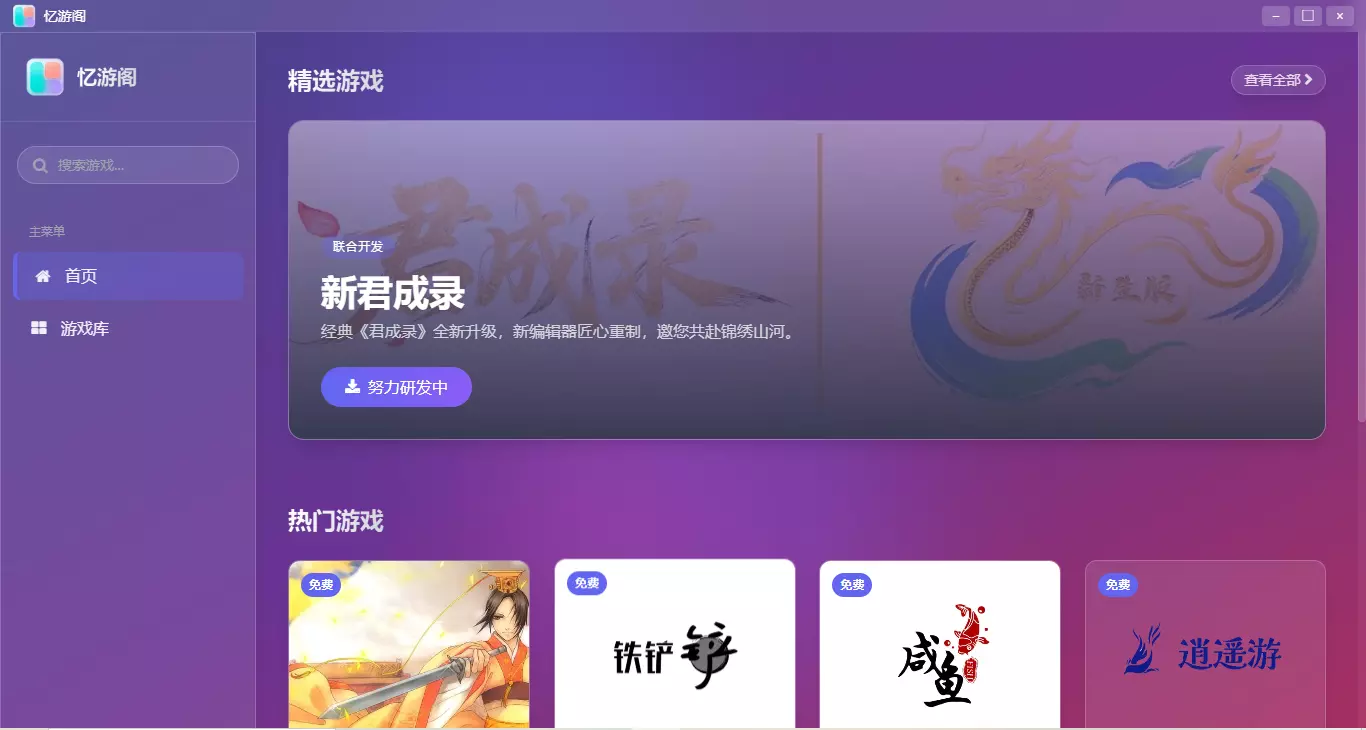 忆游阁
忆游阁
搜索游戏...
主菜单
首页
游戏库
精选游戏
查看全部
君成录
新生版
联合开发
新君成录
经典《君成录》全新升级，新编辑器匠心重制，邀您共赴锦绣山河。
努力研发中
热门游戏
免费
免费
铁铲铲
免费
咸鱼
FISH
免费
逍遥游